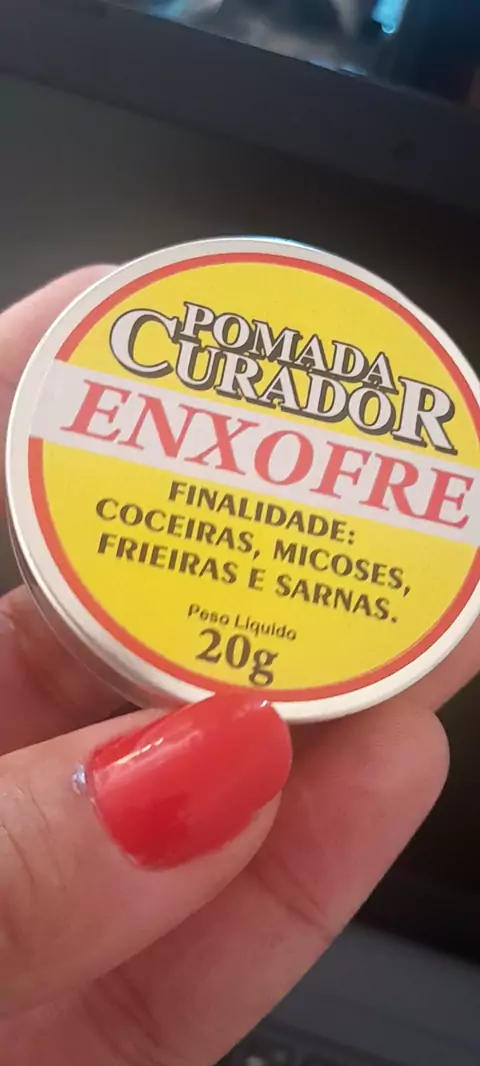 POMADA
CURADOR
ENXOFRE
FINALIDADE:
COCEIRAS, MICOSES,
FRIEIRAS E SARNAS.
Peso Líquido
20g